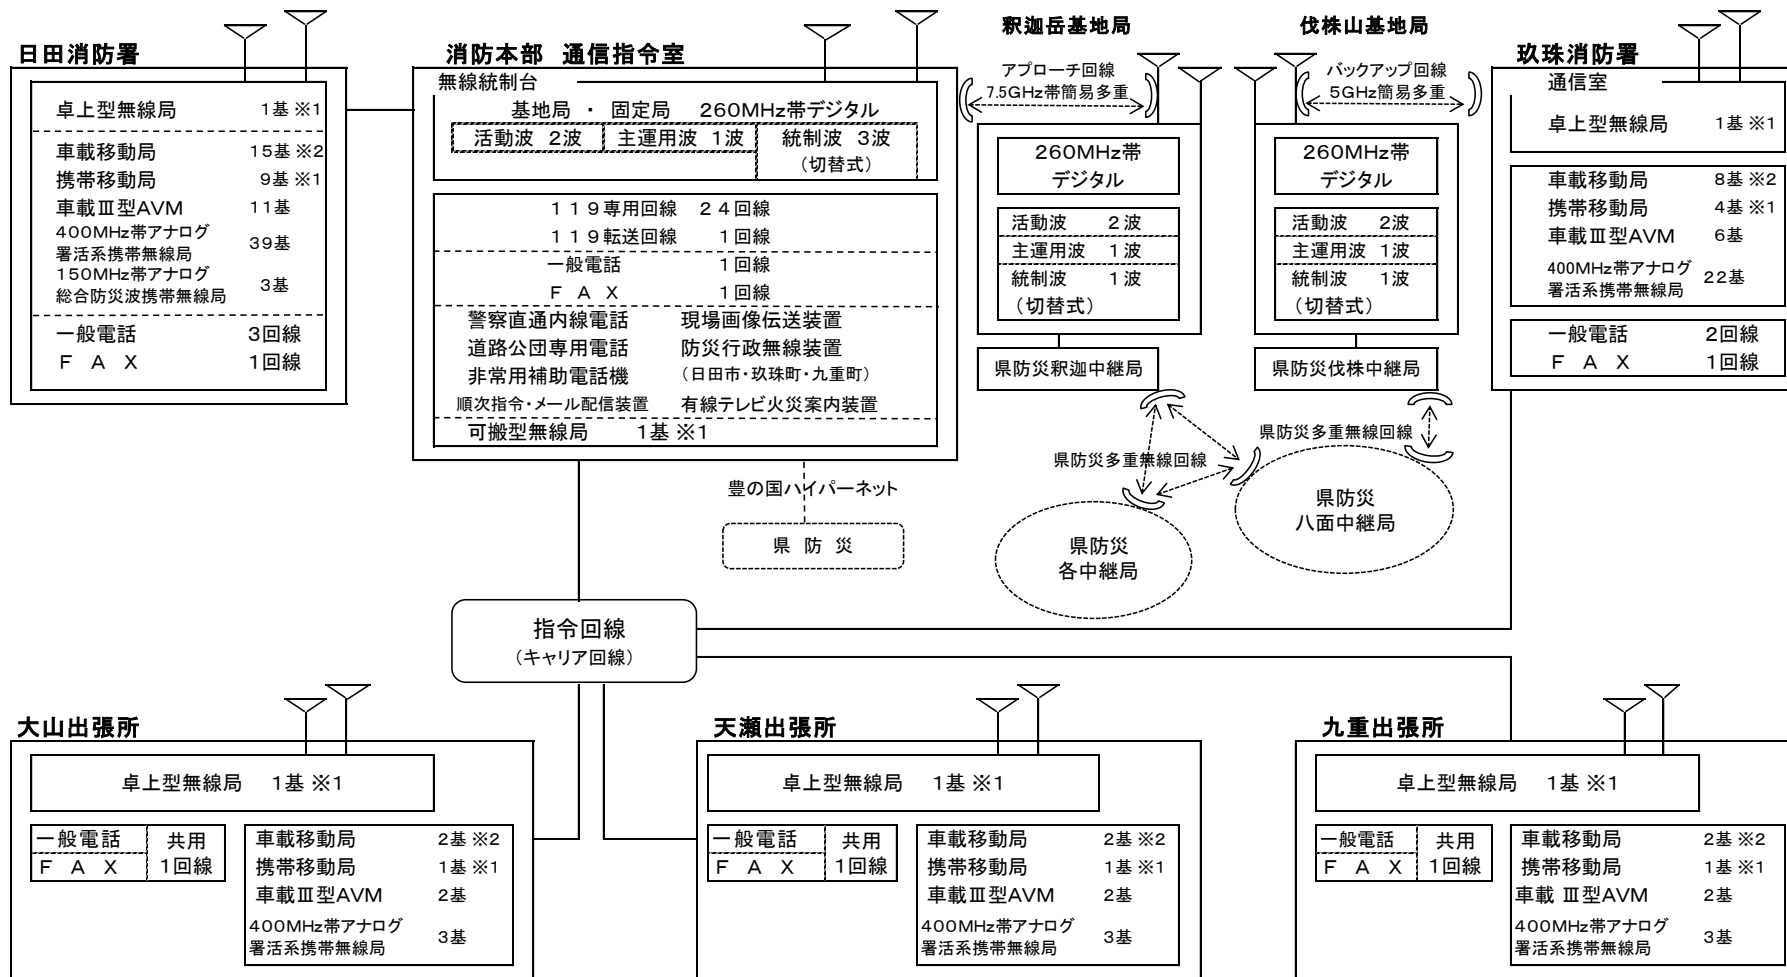 日田消防署
卓上型無線局 1基 ※1
車載移動局 15基 ※2
携帯移動局 9基 ※1
車載Ⅲ型AVM 11基
400MHz帯アナログ
署活系携帯無線局 39基
150MHz帯アナログ
総合防災波携帯無線局 3基
一般電話 3回線
F A X 1回線
消防本部 通信指令室
無線統制台
基地局 ・ 固定局 260MHz帯デジタル
活動波 2波 主運用波 1波 統制波 3波
(切替式)
119専用回線 24回線
119転送回線 1回線
一般電話 1回線
F A X 1回線
警察直通内線電話 現場画像伝送装置
道路公団専用電話 防災行政無線装置
非常用補助電話機 (日田市・玖珠町・九重町)
順次指令・メール配信装置 有線テレビ火災案内装置
可搬型無線局 1基 ※1
豊の国ハイパーネット
県 防 災
釈迦岳基地局
アプローチ回線
7.5GHz帯簡易多重
260MHz帯
デジタル
活動波 2波
主運用波 1波
統制波 1波
(切替式)
県防災釈迦中継局
伐株山基地局
バックアップ回線
5GHz簡易多重
260MHz帯
デジタル
活動波 2波
主運用波 1波
統制波 1波
(切替式)
県防災伐株中継局
県防災多重無線回線
県防災多重無線回線
県防災
八面中継局
県防災
各中継局
玖珠消防署
通信室
卓上型無線局 1基 ※1
車載移動局 8基 ※2
携帯移動局 4基 ※1
車載Ⅲ型AVM 6基
400MHz帯アナログ
署活系携帯無線局 22基
一般電話 2回線
F A X 1回線
指令回線
(キャリア回線)
大山出張所
卓上型無線局 1基 ※1
一般電話 共用
F A X 1回線
車載移動局 2基 ※2
携帯移動局 1基 ※1
車載Ⅲ型AVM 2基
400MHz帯アナログ
署活系携帯無線局 3基
天瀬出張所
卓上型無線局 1基 ※1
一般電話 共用
F A X 1回線
車載移動局 2基 ※2
携帯移動局 1基 ※1
車載Ⅲ型AVM 2基
400MHz帯アナログ
署活系携帯無線局 3基
九重出張所
卓上型無線局 1基 ※1
一般電話 共用
F A X 1回線
車載移動局 2基 ※2
携帯移動局 1基 ※1
車載 Ⅲ型AVM 2基
400MHz帯アナログ
署活系携帯無線局 3基